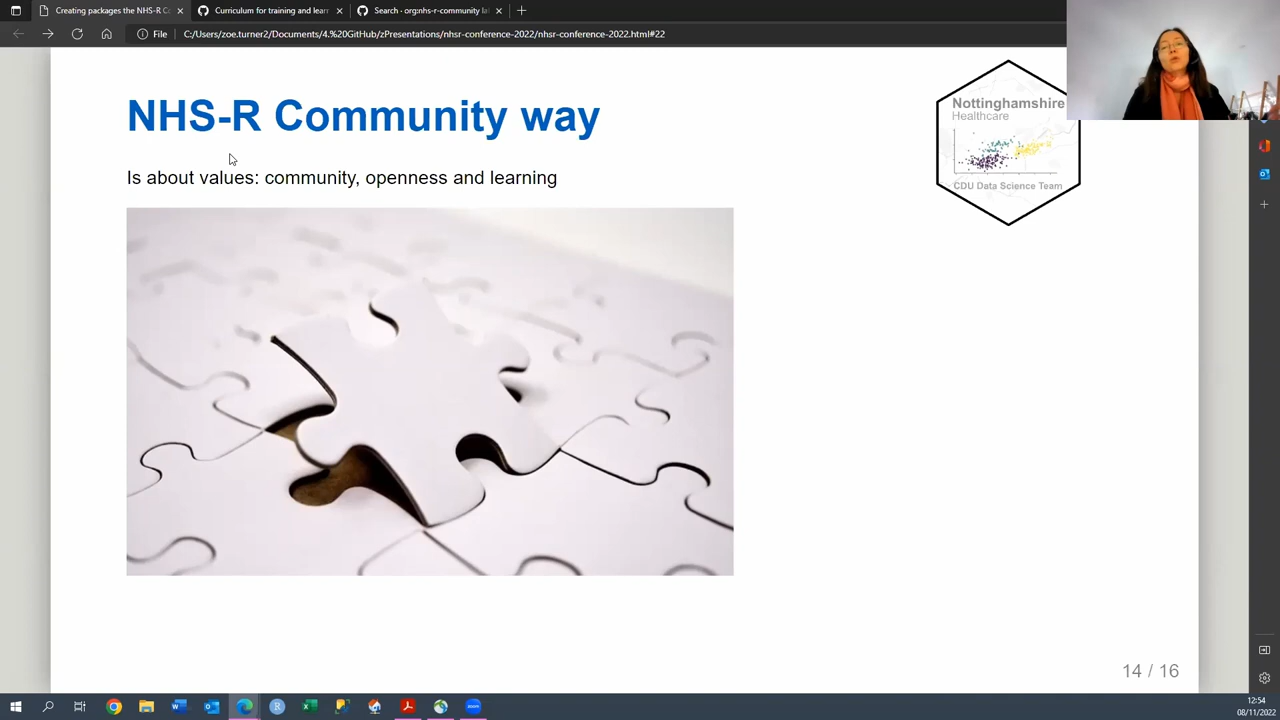 Creating packages the NHS-R Co
Curriculum for training and lear
Search · org:nhs-r-community la
File
C:/Users/zoe.turner2/Documents/4.%20GitHub/zPresentations/nhsr-conference-2022/nhsr-conference-2022.html#22
NHS-R Community way
Is about values: community, openness and learning
Nottinghamshire
Healthcare
CDU Data Science Team
14 / 16
12:54
08/11/2022